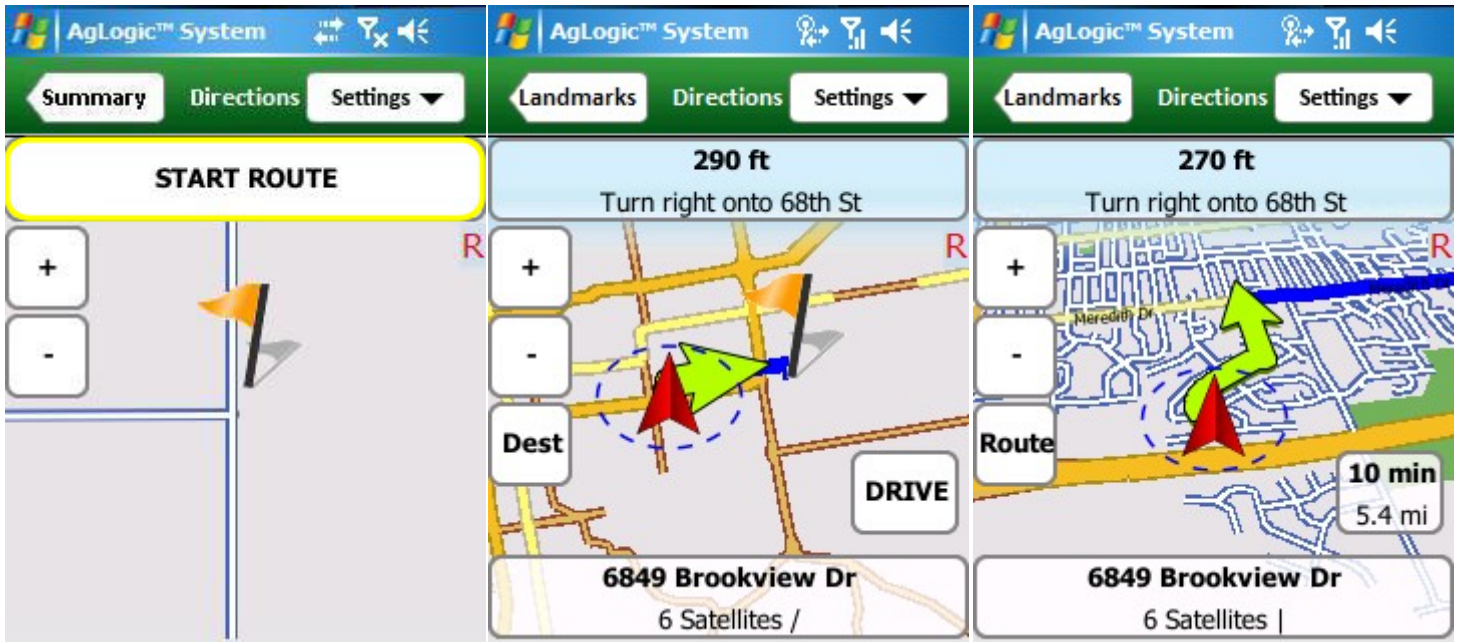 AgLogic™ System
Summary
Directions
Settings
START ROUTE
R
+
-
AgLogic™ System
Landmarks
Directions
Settings
290 ft
Turn right onto 68th St
R
+
-
Dest
DRIVE
6849 Brookview Dr
6 Satellites /
AgLogic™ System
Landmarks
Directions
Settings
270 ft
Turn right onto 68th St
R
+
Meredith Dr
-
Route
10 min
5.4 mi
6849 Brookview Dr
6 Satellites |